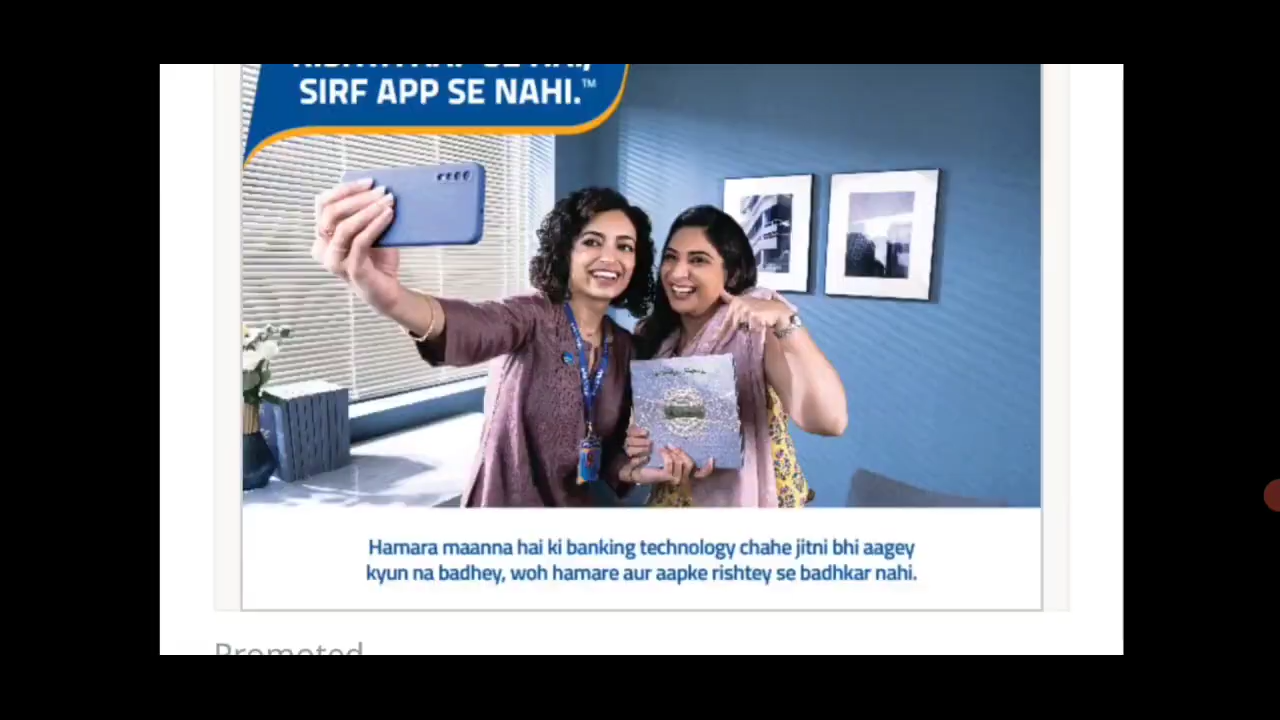 SIRF APP SE NAHI.™
Hamara maanna hai ki banking technology chahe jitni bhi aagey
kyun na badhey, woh hamare aur aapke rishtey se badhkar nahi.
Promoted